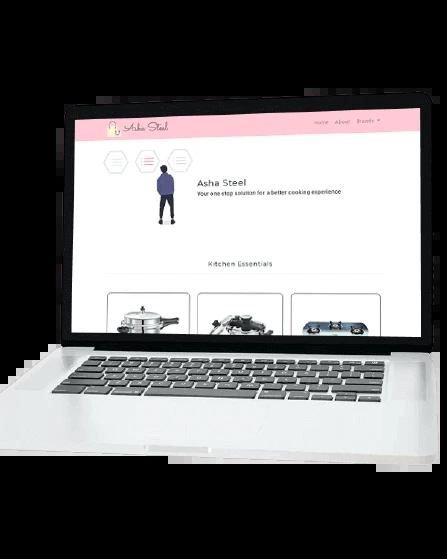 Asha Steel
Home About Brands
Asha Steel
Your one stop solution for a better cooking experience
Kitchen Essentials